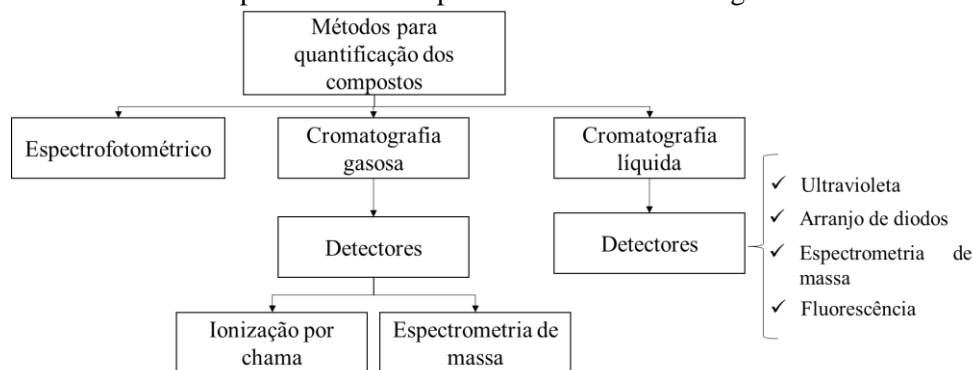 Métodos para
quantificação dos
compostos
Espectrofotométrico
Cromatografia
gasosa
Cromatografia
líquida
Detectores
Detectores
✓ Ultravioleta
✓ Arranjo de diodos
✓ Espectrometria de
massa
✓ Fluorescência
Ionização por
chama
Espectrometria de
massa